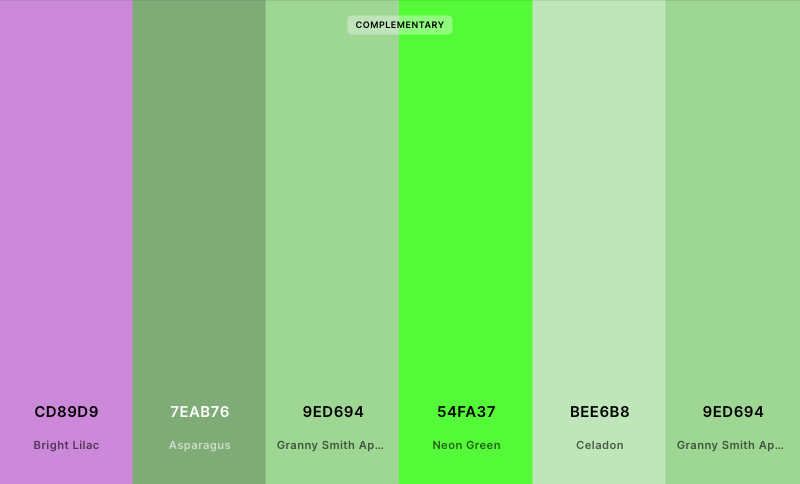 COMPLEMENTARY
CD89D9 7EAB76 9ED694 54FA37 BEE6B8 9ED694
Bright Lilac Asparagus Granny Smith Ap... Neon Green Celadon Granny Smith Ap...